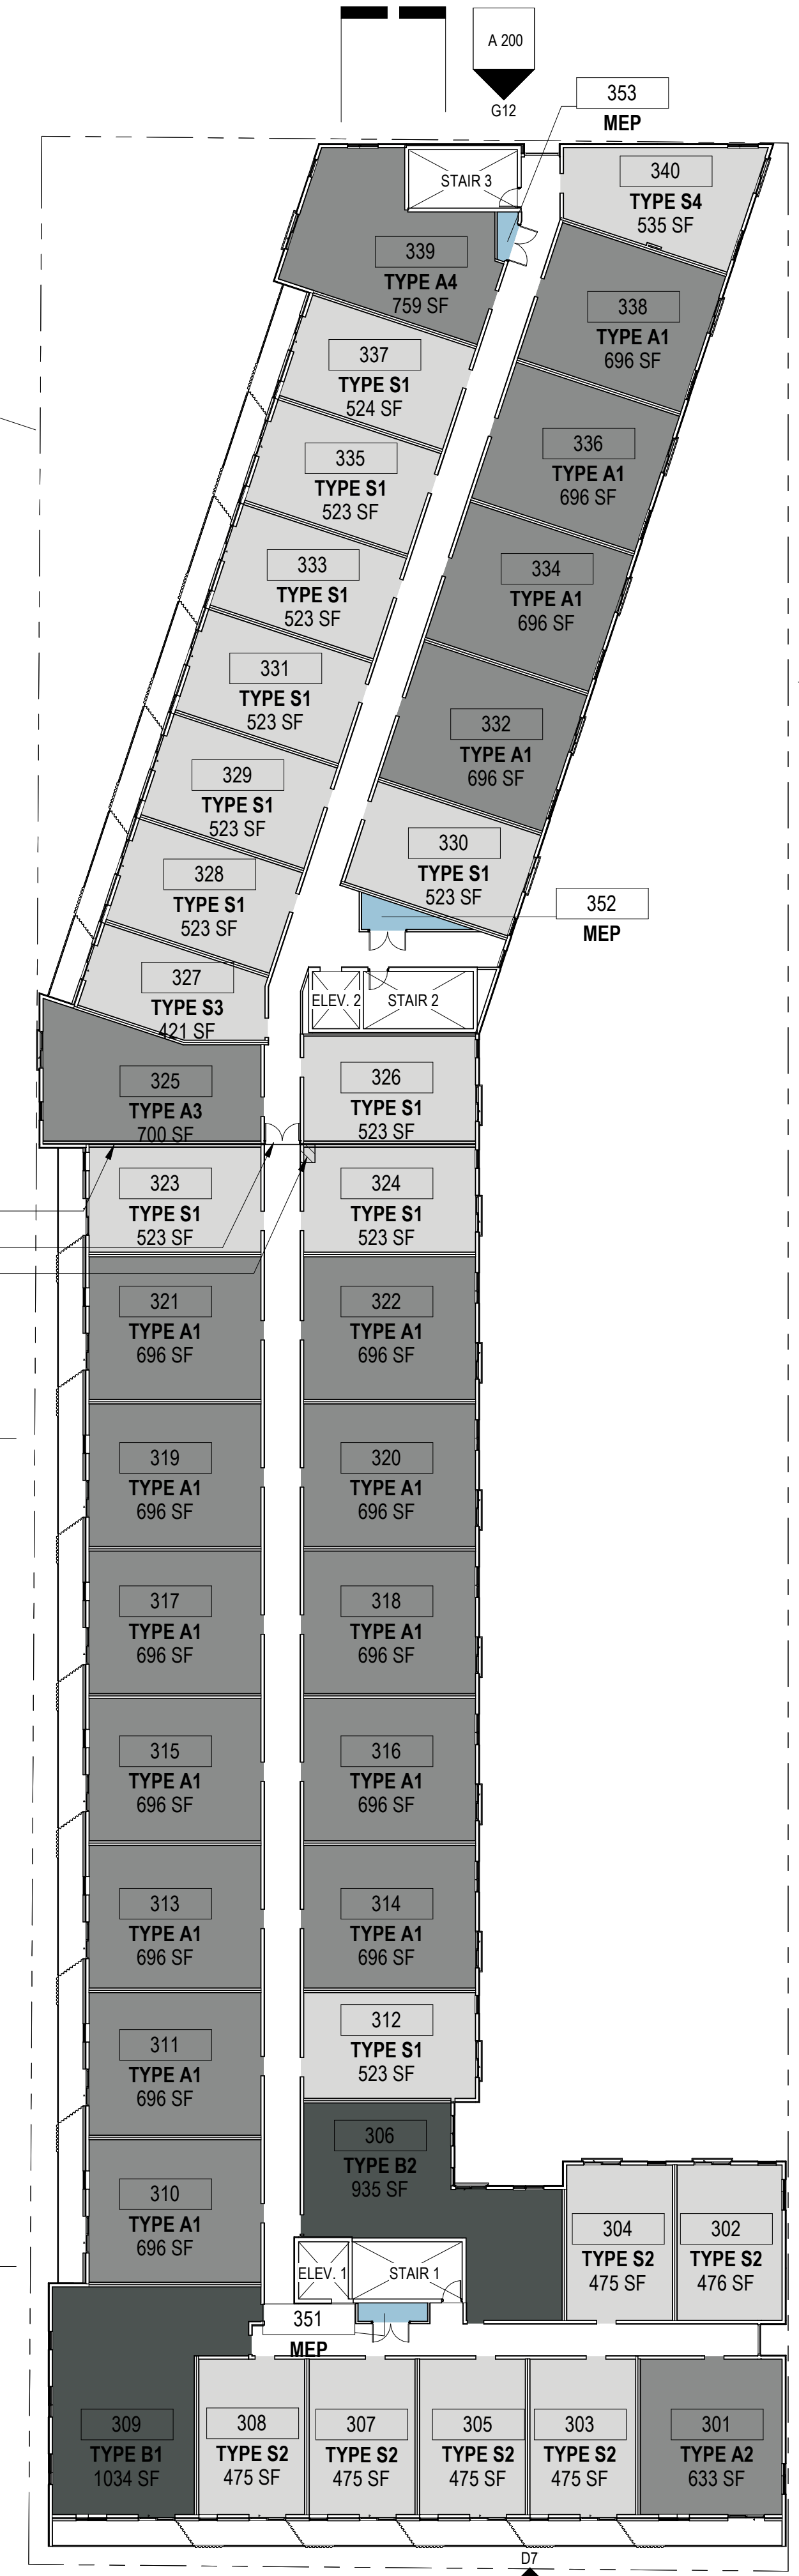 A 200
G12
353
MEP
STAIR 3
340
TYPE S4
535 SF
339
TYPE A4
759 SF
338
TYPE A1
696 SF
337
TYPE S1
524 SF
336
TYPE A1
696 SF
335
TYPE S1
523 SF
334
TYPE A1
696 SF
333
TYPE S1
523 SF
331
TYPE S1
523 SF
332
TYPE A1
696 SF
329
TYPE S1
523 SF
330
TYPE S1
523 SF
328
TYPE S1
523 SF
352
MEP
327
TYPE S3
421 SF
ELEV. 2
STAIR 2
325
TYPE A3
700 SF
326
TYPE S1
523 SF
323
TYPE S1
523 SF
324
TYPE S1
523 SF
321
TYPE A1
696 SF
322
TYPE A1
696 SF
319
TYPE A1
696 SF
320
TYPE A1
696 SF
317
TYPE A1
696 SF
318
TYPE A1
696 SF
315
TYPE A1
696 SF
316
TYPE A1
696 SF
313
TYPE A1
696 SF
314
TYPE A1
696 SF
311
TYPE A1
696 SF
312
TYPE S1
523 SF
306
TYPE B2
935 SF
310
TYPE A1
696 SF
304
TYPE S2
475 SF
302
TYPE S2
476 SF
ELEV. 1
STAIR 1
351
MEP
309
TYPE B1
1034 SF
308
TYPE S2
475 SF
307
TYPE S2
475 SF
305
TYPE S2
475 SF
303
TYPE S2
475 SF
301
TYPE A2
633 SF
D7